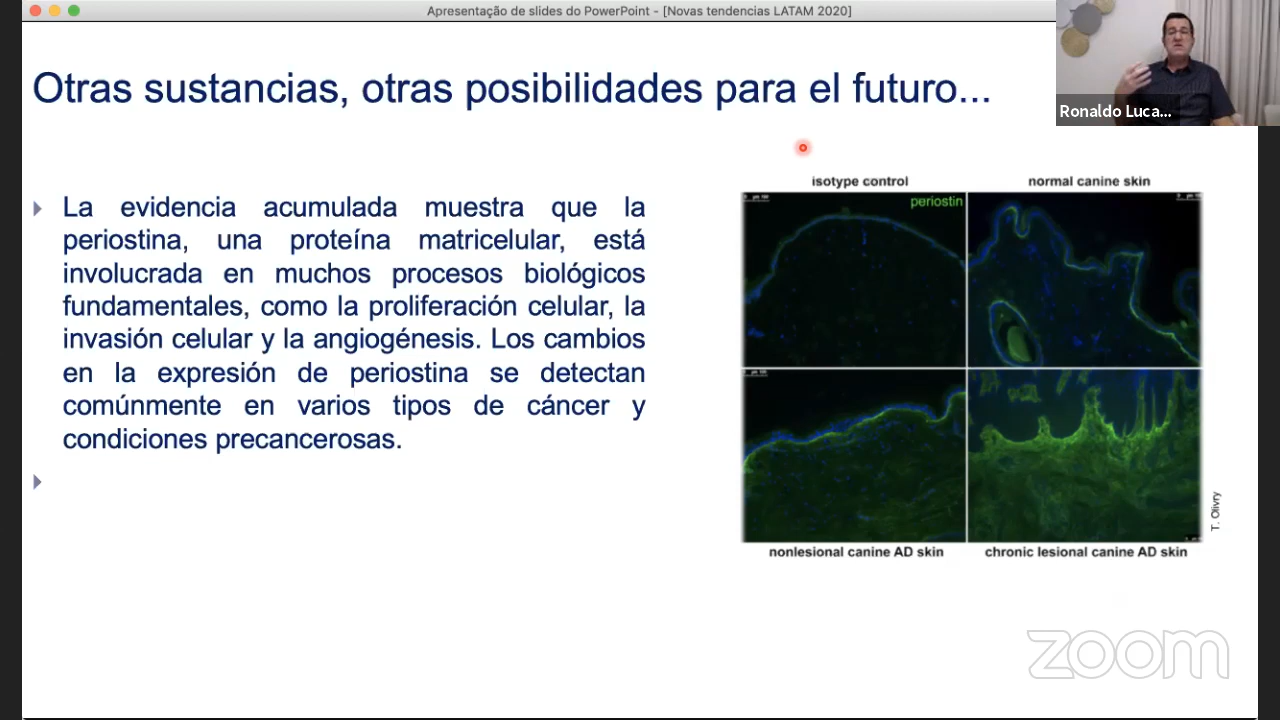 Apresentação de slides do PowerPoint - [Novas tendencias LATAM 2020]
Otras sustancias, otras posibilidades para el futuro...
Ronaldo Luca...
La evidencia acumulada muestra que la
periostina, una proteína matricelular, está
involucrada en muchos procesos biológicos
fundamentales, como la proliferación celular, la
invasión celular y la angiogénesis. Los cambios
en la expresión de periostina se detectan
comúnmente en varios tipos de cáncer y
condiciones precancerosas.
isotype control
normal canine skin
periostin
nonlesional canine AD skin
chronic lesional canine AD skin
T. Olivry
zoom